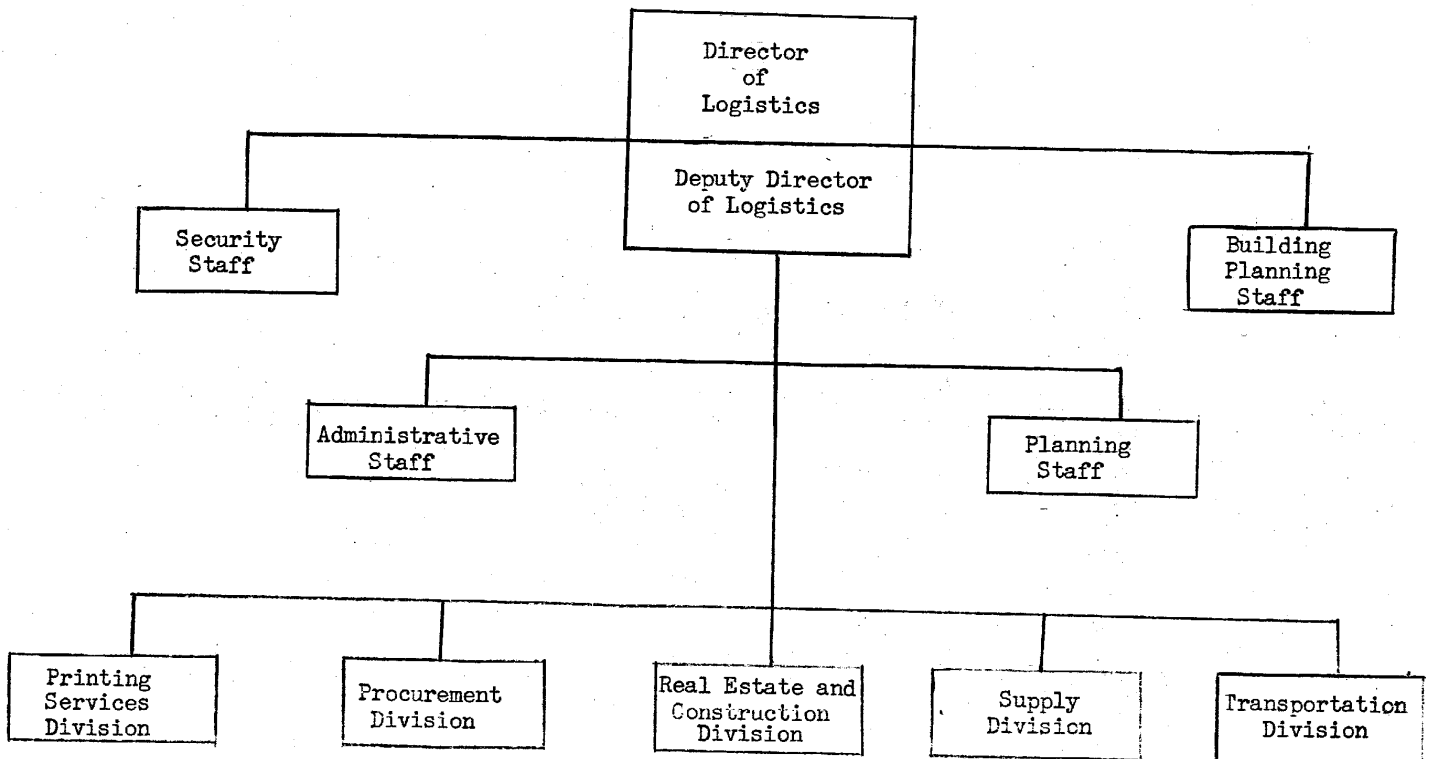 Director
of
Logistics
Deputy Director
of Logistics
Security
Staff
Building
Planning
Staff
Administrative
Staff
Planning
Staff
Printing
Services
Division
Procurement
Division
Real Estate and
Construction
Division
Supply
Division
Transportation
Division